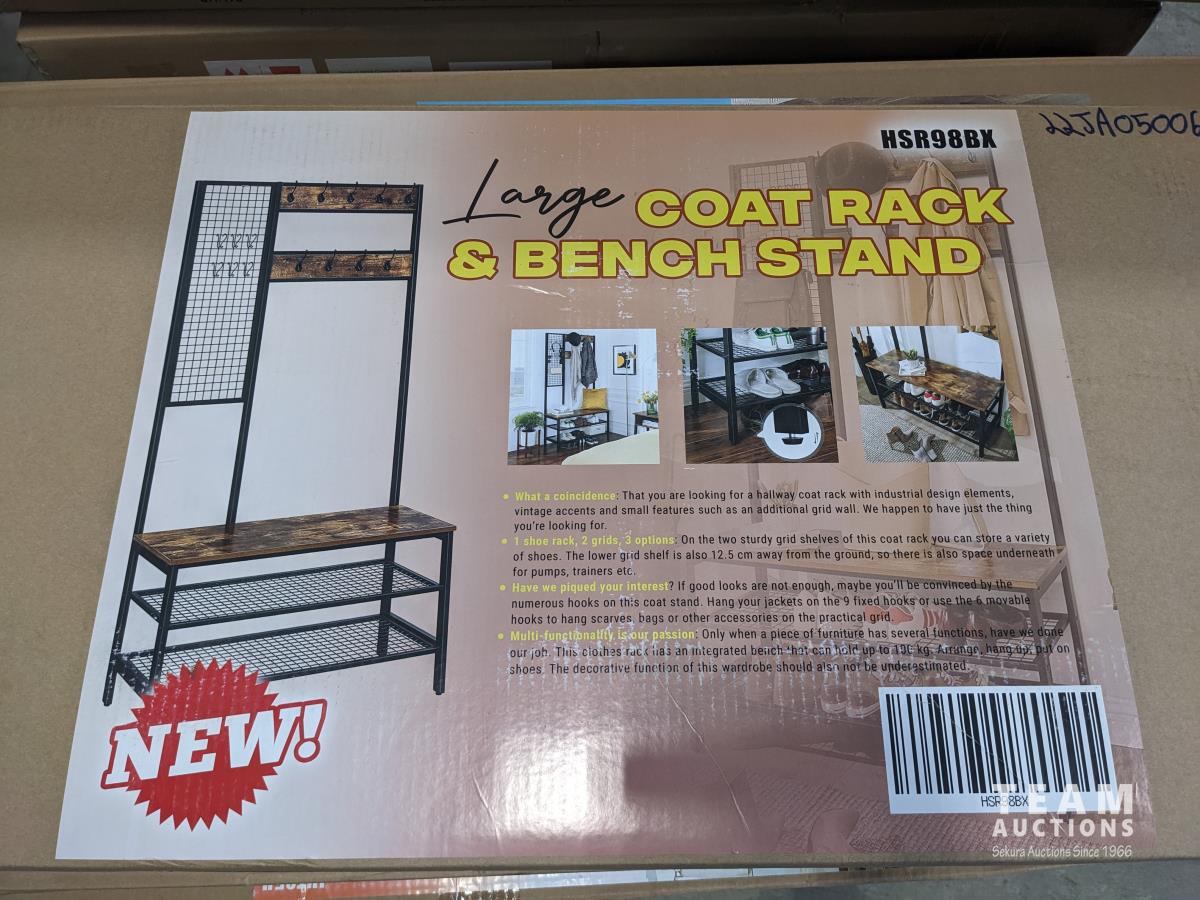 HSR98BX
22JA05006
Large COAT RACK
& BENCH STAND
• What a coincidence: That you are looking for a hallway coat rack with industrial design elements,
vintage accents and small features such as an additional grid wall. We happen to have just the thing
you're looking for.
• 1 shoe rack, 2 grids, 3 options: On the two sturdy grid shelves of this coat rack you can store a variety
of shoes. The lower grid shelf is also 12.5 cm away from the ground, so there is also space underneath
for pumps, trainers etc.
• Have we piqued your interest? If good looks are not enough, maybe you'll be convinced by the
numerous hooks on this coat stand. Hang your jackets on the 9 fixed hooks or use the 6 movable
hooks to hang scarves, bags or other accessories on the practical grid.
• Multi-functionality is our passion: Only when a piece of furniture has several functions, have we done
our job. This clothes rack has an integrated bench that can hold up to 100 kg. Arrange, hang up, put on
shoes. The decorative function of this wardrobe should also not be underestimated.
NEW!
HSR98BX
TEAM
AUCTIONS
Sekura Auctions Since 1966